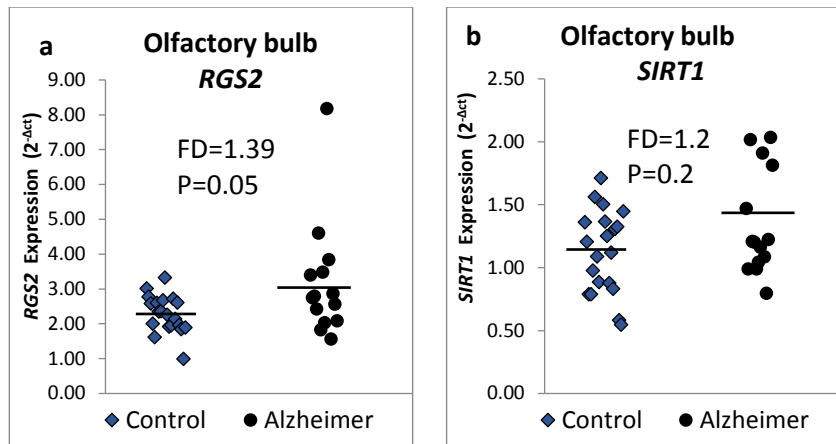 a
Olfactory bulb
RGS2
RGS2 Expression (2^-Δct)
9.00
8.00
7.00
6.00
5.00
4.00
3.00
2.00
1.00
0.00
FD=1.39
P=0.05
Control
Alzheimer
b
Olfactory bulb
SIRT1
SIRT1 Expression (2^-Δct)
2.50
2.00
1.50
1.00
0.50
0.00
FD=1.2
P=0.2
Control
Alzheimer